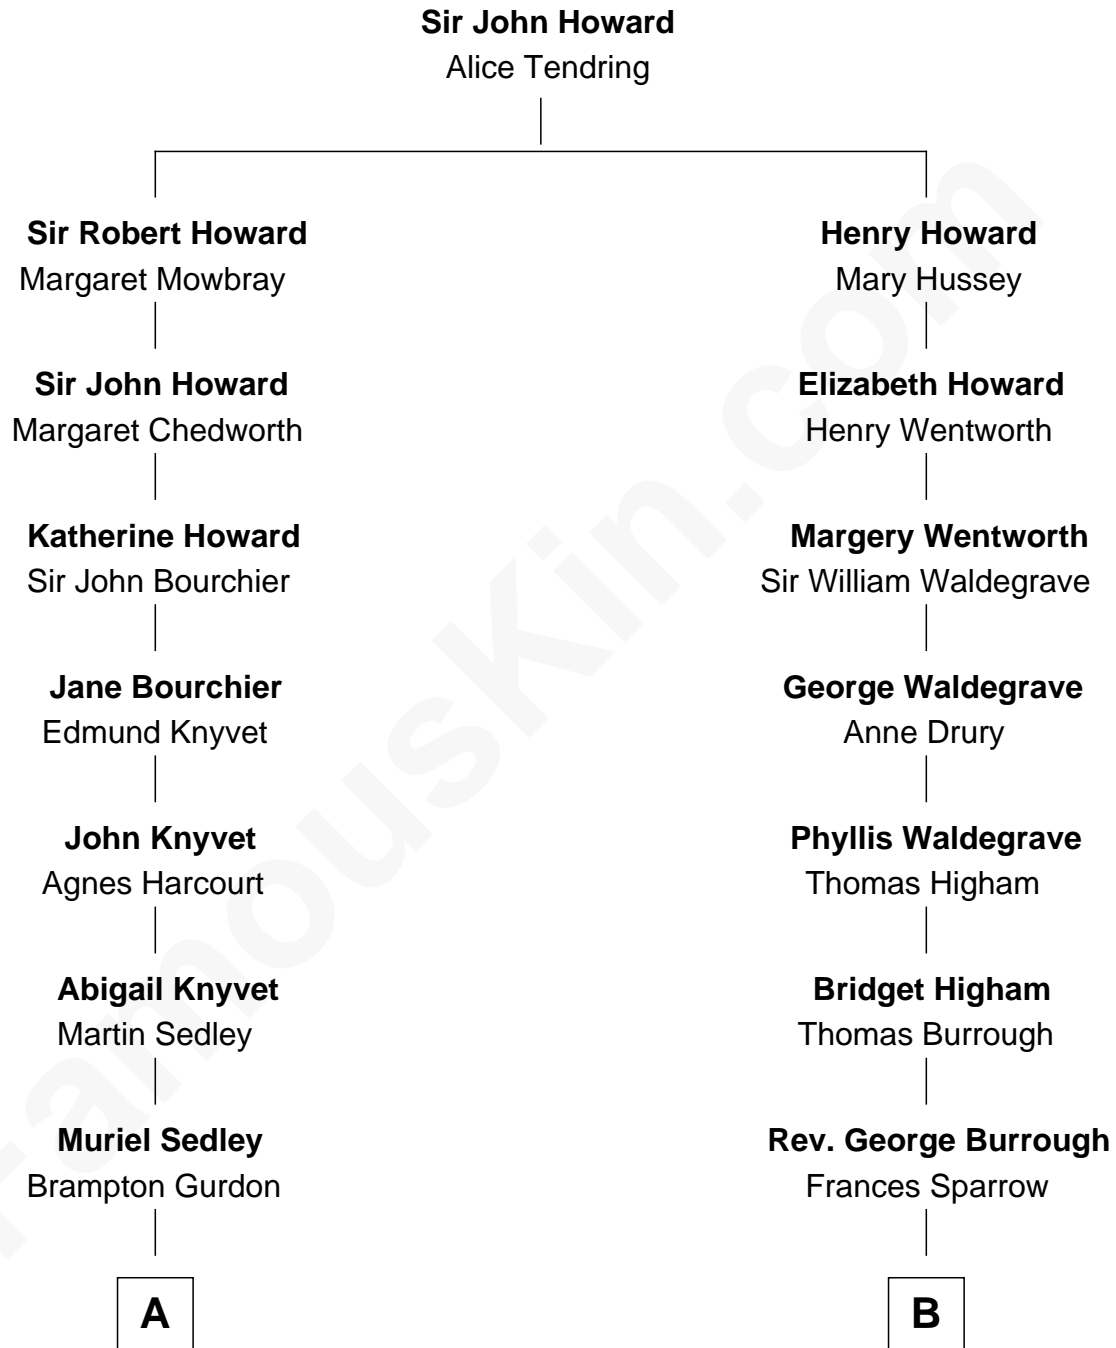 Sir John Howard
Alice Tendring
Sir Robert Howard
Margaret Mowbray
Henry Howard
Mary Hussey
Sir John Howard
Margaret Chedworth
Elizabeth Howard
Henry Wentworth
Katherine Howard
Sir John Bourchier
Margery Wentworth
Sir William Waldegrave
Jane Bourchier
Edmund Knyvet
George Waldegrave
Anne Drury
John Knyvet
Agnes Harcourt
Phyllis Waldegrave
Thomas Higham
Abigail Knyvet
Martin Sedley
Bridget Higham
Thomas Burrough
Muriel Sedley
Brampton Gurdon
Rev. George Burrough
Frances Sparrow
A
B
FamousKin.com